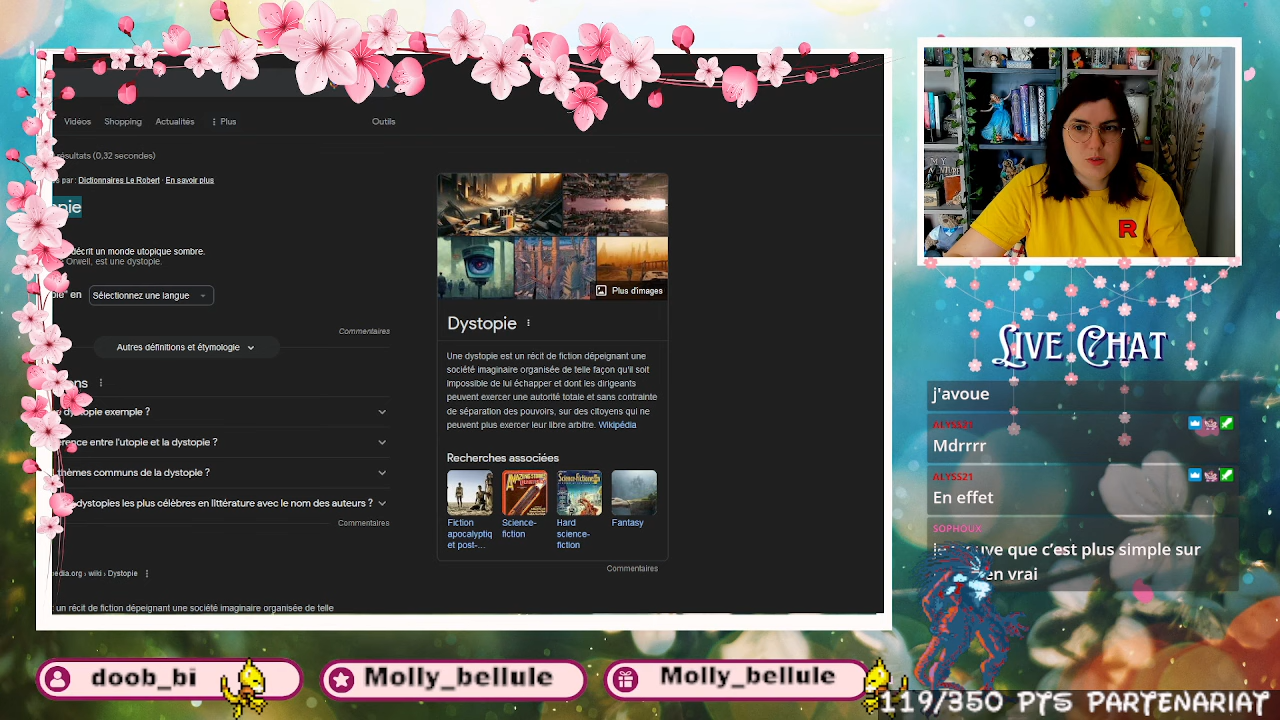 Vidéos Shopping Actualités Plus Outils
résultats (0,32 secondes)
s par: Dictionnaires Le Robert · En savoir plus
pie
décrit un monde utopique sombre.
Orwell, est une dystopie.
en Sélectionnez une langue
Commentaires
Autres définitions et étymologie
ns
dystopie exemple ?
érence entre l'utopie et la dystopie ?
thèmes communs de la dystopie ?
dystopies les plus célèbres en littérature avec le nom des auteurs ?
Commentaires
pedia.org › wiki › Dystopie
t un récit de fiction dépeignant une société imaginaire organisée de telle
Plus d'images
Dystopie
Une dystopie est un récit de fiction dépeignant une
société imaginaire organisée de telle façon qu'il soit
impossible de lui échapper et dont les dirigeants
peuvent exercer une autorité totale et sans contrainte
de séparation des pouvoirs, sur des citoyens qui ne
peuvent plus exercer leur libre arbitre. Wikipédia
Recherches associées
Fiction
apocalyptiq
et post-...
Science-
fiction
Hard
science-
fiction
Fantasy
Commentaires
MY
R
Live Chat
j'avoue
ALYSS21
Mdrrrr
ALYSS21
En effet
SOPHOUX
uve que c'est plus simple sur
en vrai
doob_bi
Molly_bellule
Molly_bellule
119/350 PTS PARTENARIAT